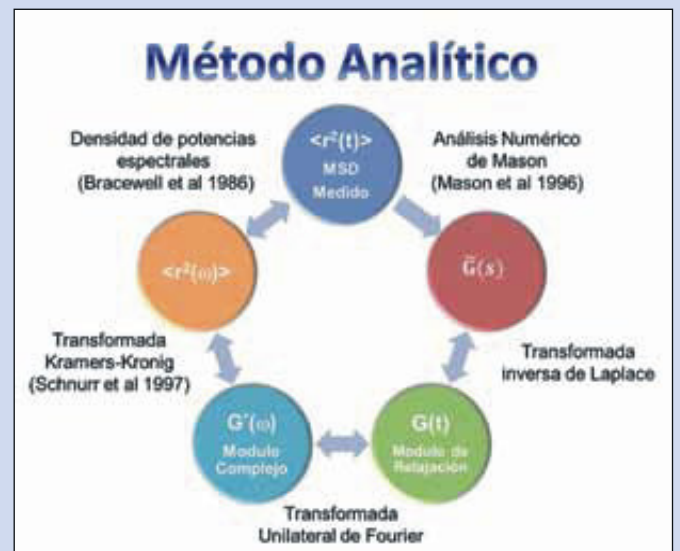 Método Analítico
Densidad de potencias
espectrales
(Bracewell et al 1986)
<r²(t)>
MSD
Medido
Análisis Numérico
de Mason
(Mason et al 1996)
<r²(ω)>
G̃(s)
Transformada
Kramers-Kronig
(Schnurr et al 1997)
Transformada
inversa de Laplace
G*(ω)
Modulo
Complejo
G(t)
Modulo de
Relajación
Transformada
Unilateral de Fourier